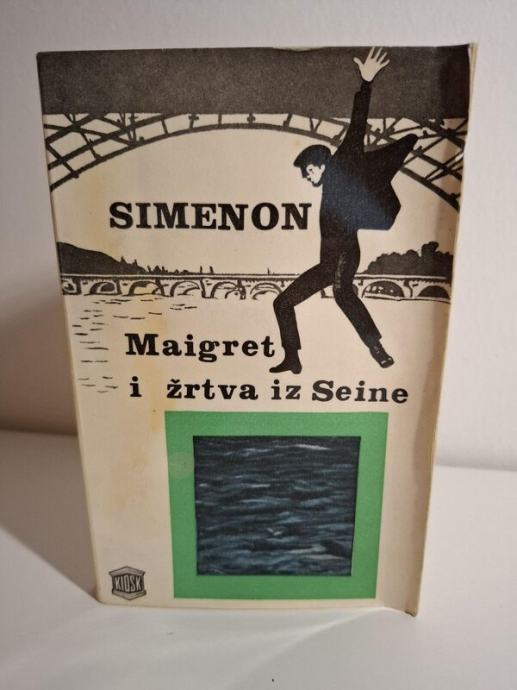 SIMENON
Maigret
i žrtva iz Seine
KIOSK